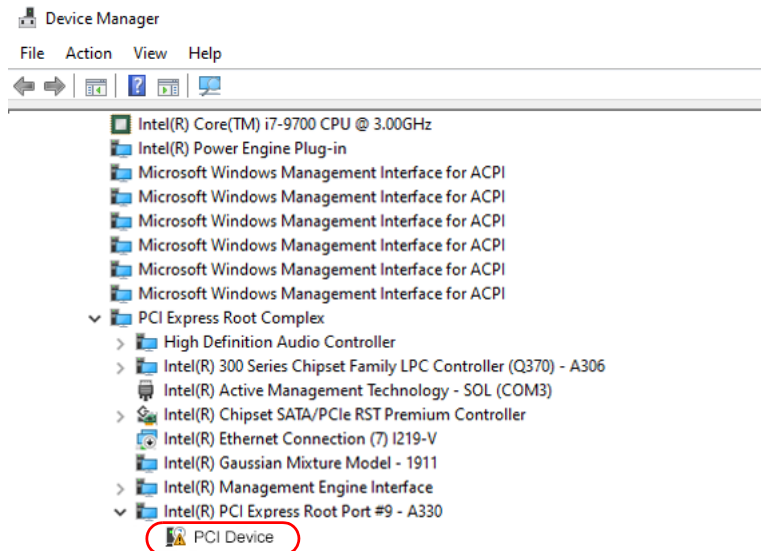 Device Manager
File Action View Help
Intel(R) Core(TM) i7-9700 CPU @ 3.00GHz
Intel(R) Power Engine Plug-in
Microsoft Windows Management Interface for ACPI
Microsoft Windows Management Interface for ACPI
Microsoft Windows Management Interface for ACPI
Microsoft Windows Management Interface for ACPI
Microsoft Windows Management Interface for ACPI
Microsoft Windows Management Interface for ACPI
PCI Express Root Complex
High Definition Audio Controller
Intel(R) 300 Series Chipset Family LPC Controller (Q370) - A306
Intel(R) Active Management Technology - SOL (COM3)
Intel(R) Chipset SATA/PCIe RST Premium Controller
Intel(R) Ethernet Connection (7) I219-V
Intel(R) Gaussian Mixture Model - 1911
Intel(R) Management Engine Interface
Intel(R) PCI Express Root Port #9 - A330
PCI Device